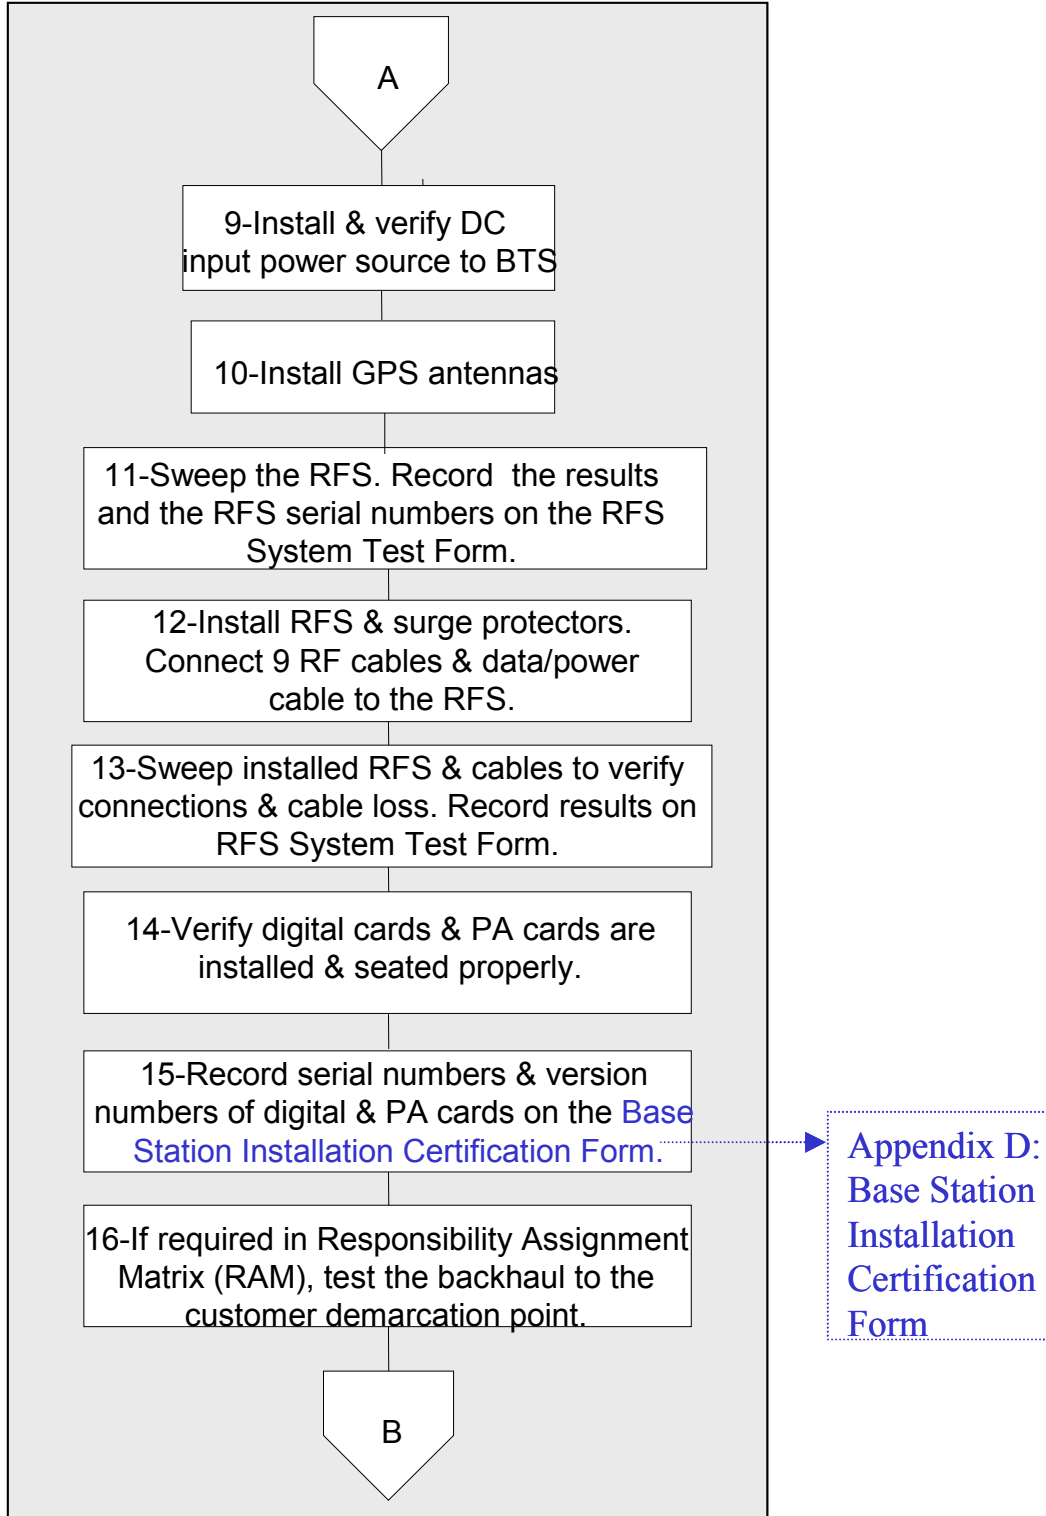 A
9-Install & verify DC
input power source to BTS
10-Install GPS antennas
11-Sweep the RFS. Record  the results
and the RFS serial numbers on the RFS
System Test Form.
12-Install RFS & surge protectors.
Connect 9 RF cables & data/power
cable to the RFS.
13-Sweep installed RFS & cables to verify
connections & cable loss. Record results on
RFS System Test Form.
14-Verify digital cards & PA cards are
installed & seated properly.
15-Record serial numbers & version
numbers of digital & PA cards on the Base
Station Installation Certification Form.
Appendix D:
Base Station
Installation
Certification
Form
16-If required in Responsibility Assignment
Matrix (RAM), test the backhaul to the
customer demarcation point.
B